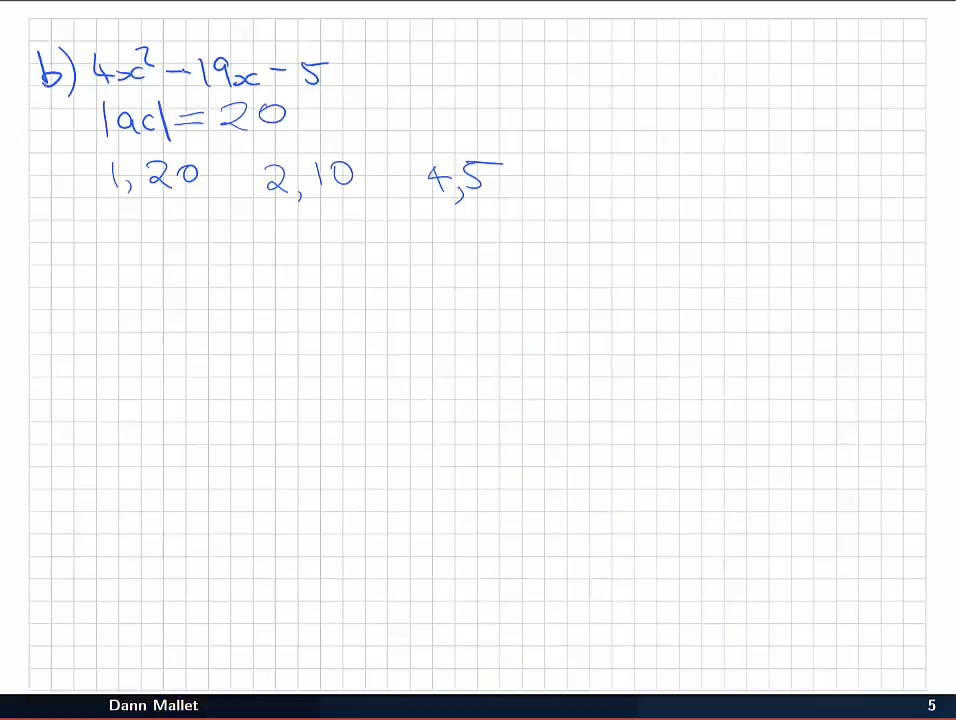 b) 4x² - 19x - 5
|ac| = 20
1, 20 2, 10 4, 5
Dann Mallet 5